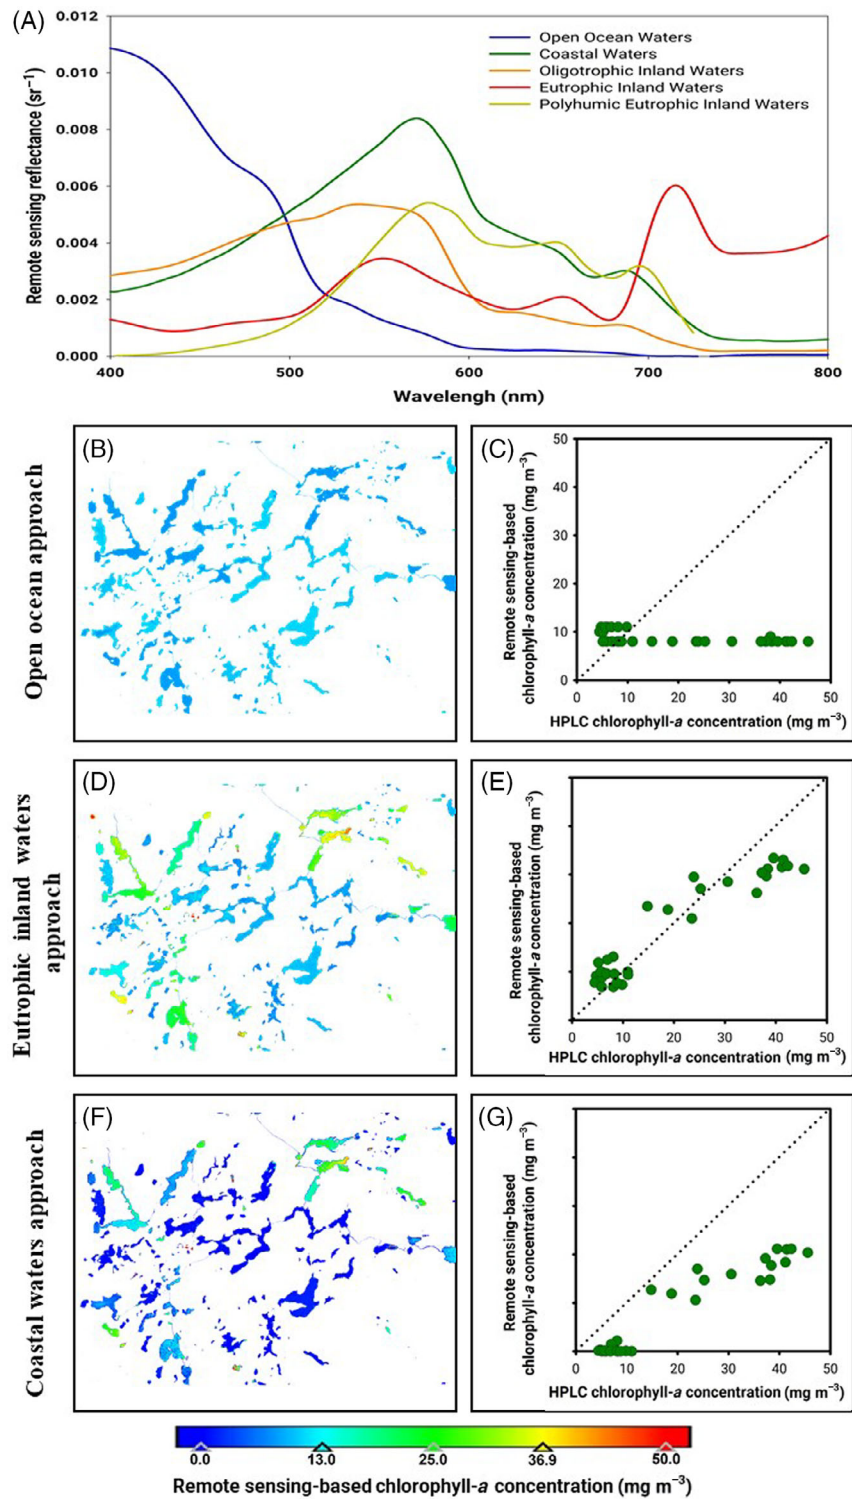 (A)
0.012
0.010
0.008
0.006
0.004
0.002
0.000
Remote sensing reflectance (sr−1)
Open Ocean Waters
Coastal Waters
Oligotrophic Inland Waters
Eutrophic Inland Waters
Polyhumic Eutrophic Inland Waters
400 500 600 700 800
Wavelengh (nm)
Open ocean approach
(B)
(C)
Remote sensing-based
chlorophyll-a concentration (mg m−3)
50
40
30
20
10
0
0 10 20 30 40 50
HPLC chlorophyll-a concentration (mg m−3)
Eutrophic inland waters
approach
(D)
(E)
Remote sensing-based
chlorophyll-a concentration (mg m−3)
0 10 20 30 40 50
HPLC chlorophyll-a concentration (mg m−3)
Coastal waters approach
(F)
(G)
Remote sensing-based
chlorophyll-a concentration (mg m−3)
0 10 20 30 40 50
HPLC chlorophyll-a concentration (mg m−3)
0.0 13.0 25.0 36.9 50.0
Remote sensing-based chlorophyll-a concentration (mg m−3)